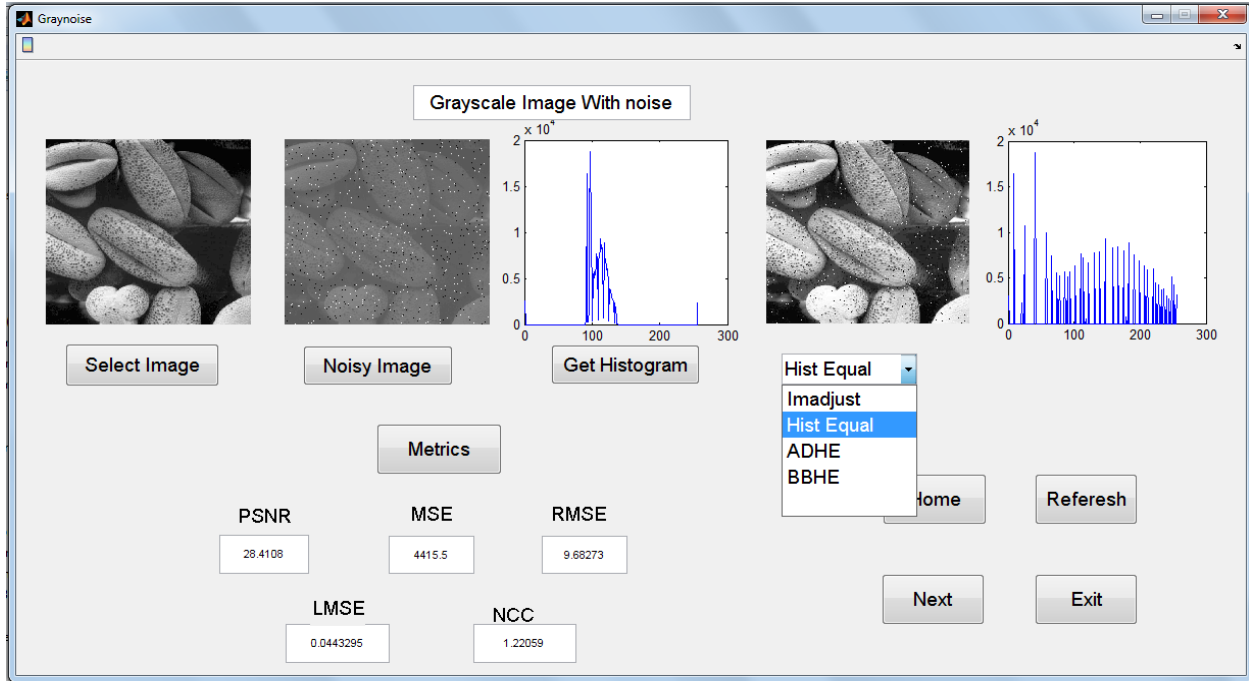 Graynoise
Grayscale Image With noise
x 10^4
2
1.5
1
0.5
0
0 100 200 300
x 10^4
2
1.5
1
0.5
0
0 100 200 300
Select Image
Noisy Image
Get Histogram
Hist Equal
Imadjust
Hist Equal
ADHE
BBHE
Metrics
Home
Referesh
PSNR
MSE
RMSE
28.4108
4415.5
9.68273
Next
Exit
LMSE
NCC
0.0443295
1.22059